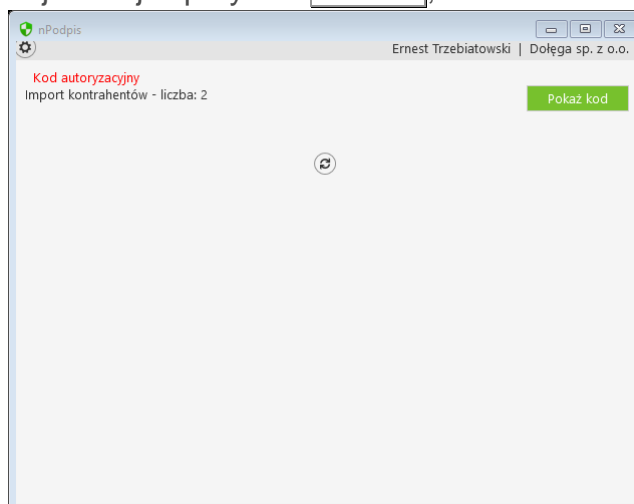 nPodpis
Ernest Trzebiatowski | Dołęga sp. z o.o.
Kod autoryzacyjny
Import kontrahentów - liczba: 2
Pokaż kod